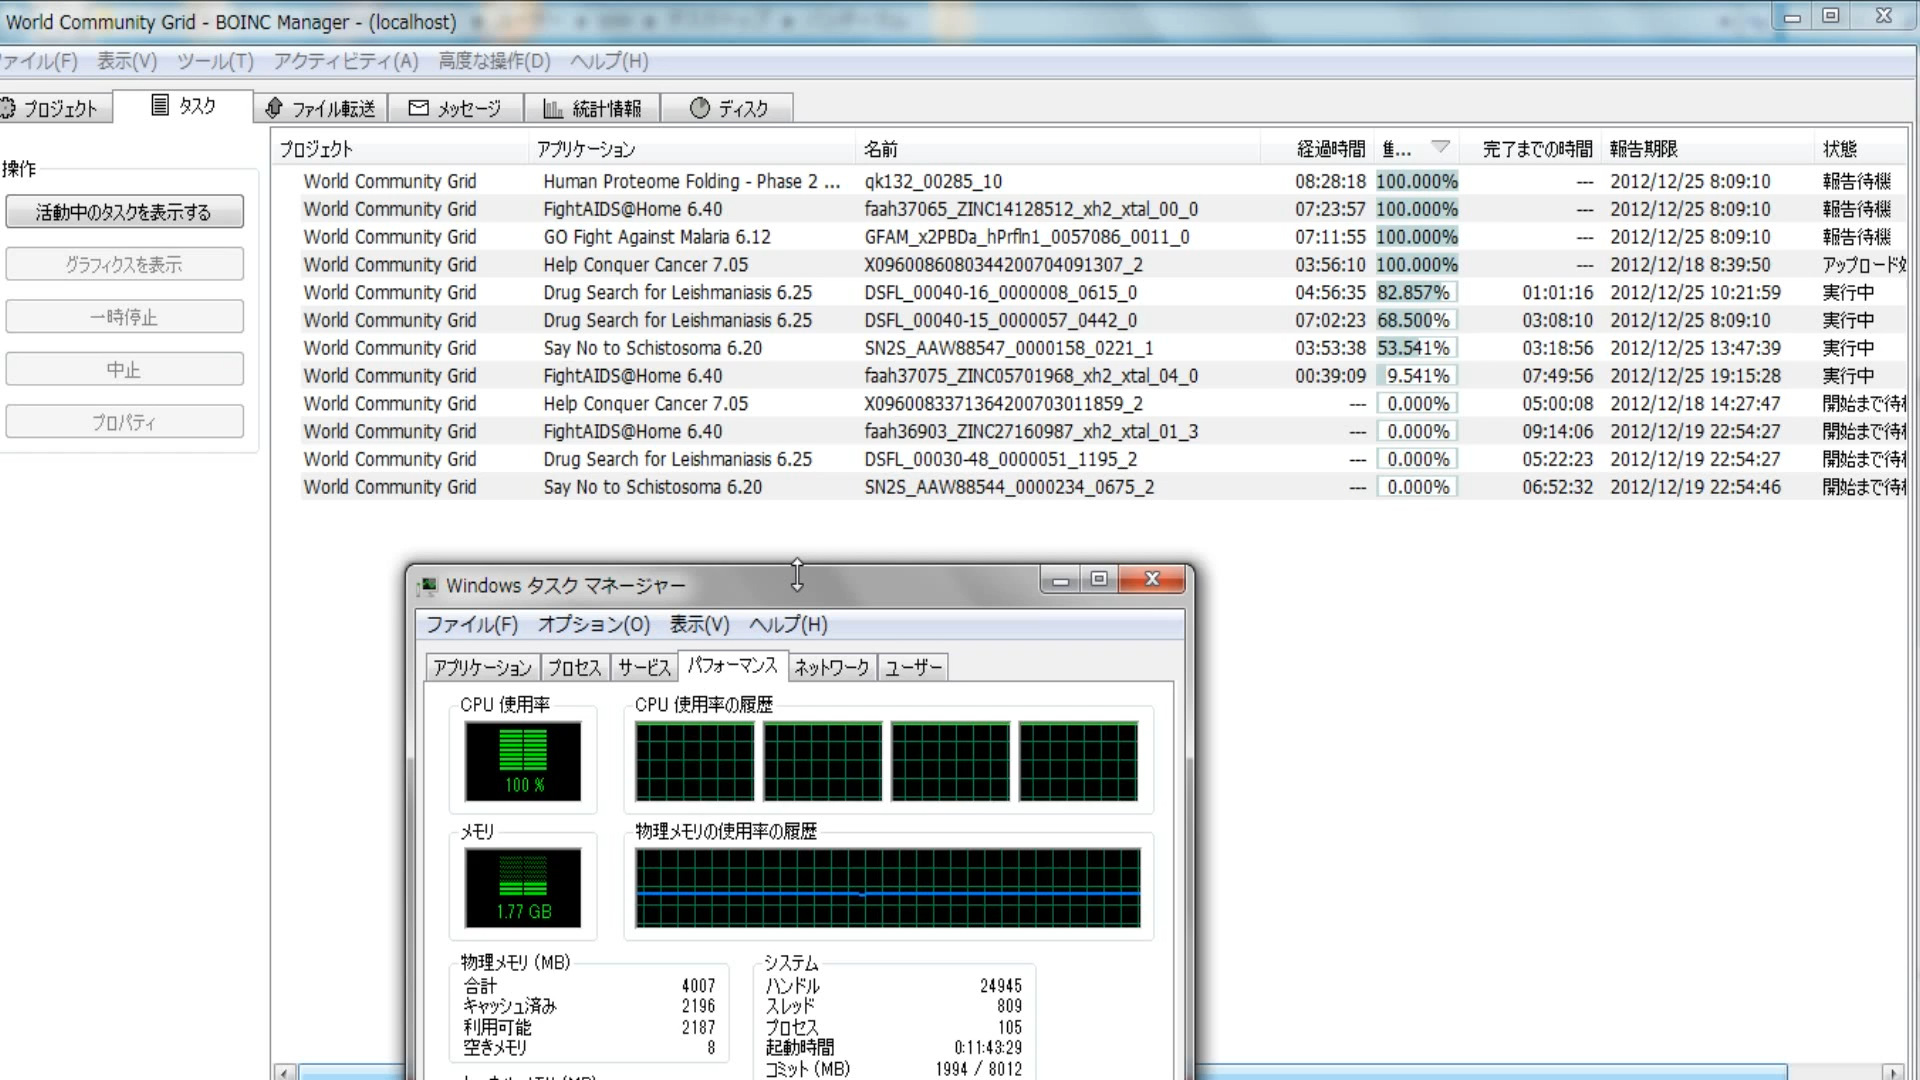 World Community Grid - BOINC Manager - (localhost)
ァイル(F) 表示(V) ツール(T) アクティビティ(A) 高度な操作(D) ヘルプ(H)
プロジェクト タスク ファイル転送 メッセージ 統計情報 ディスク
操作
活動中のタスクを表示する
グラフィクスを表示
一時停止
中止
プロパティ
プロジェクト アプリケーション 名前 経過時間 進... 完了までの時間 報告期限 状態
World Community Grid Human Proteome Folding - Phase 2 ... qk132_00285_10 08:28:18 100.000% --- 2012/12/25 8:09:10 報告待機
World Community Grid FightAIDS@Home 6.40 faah37065_ZINC14128512_xh2_xtal_00_0 07:23:57 100.000% --- 2012/12/25 8:09:10 報告待機
World Community Grid GO Fight Against Malaria 6.12 GFAM_x2PBDa_hPrfln1_0057086_0011_0 07:11:55 100.000% --- 2012/12/25 8:09:10 報告待機
World Community Grid Help Conquer Cancer 7.05 X0960086080344200704091307_2 03:56:10 100.000% --- 2012/12/18 8:39:50 アップロード
World Community Grid Drug Search for Leishmaniasis 6.25 DSFL_00040-16_0000008_0615_0 04:56:35 82.857% 01:01:16 2012/12/25 10:21:59 実行中
World Community Grid Drug Search for Leishmaniasis 6.25 DSFL_00040-15_0000057_0442_0 07:02:23 68.500% 03:08:10 2012/12/25 8:09:10 実行中
World Community Grid Say No to Schistosoma 6.20 SN2S_AAW88547_0000158_0221_1 03:53:38 53.541% 03:18:56 2012/12/25 13:47:39 実行中
World Community Grid FightAIDS@Home 6.40 faah37075_ZINC05701968_xh2_xtal_04_0 00:39:09 9.541% 07:49:56 2012/12/25 19:15:28 実行中
World Community Grid Help Conquer Cancer 7.05 X0960083371364200703011859_2 --- 0.000% 05:00:08 2012/12/18 14:27:47 開始まで待
World Community Grid FightAIDS@Home 6.40 faah36903_ZINC27160987_xh2_xtal_01_3 --- 0.000% 09:14:06 2012/12/19 22:54:27 開始まで待
World Community Grid Drug Search for Leishmaniasis 6.25 DSFL_00030-48_0000051_1195_2 --- 0.000% 05:22:23 2012/12/19 22:54:27 開始まで待
World Community Grid Say No to Schistosoma 6.20 SN2S_AAW88544_0000234_0675_2 --- 0.000% 06:52:32 2012/12/19 22:54:46 開始まで待
Windows タスク マネージャー
ファイル(F) オプション(O) 表示(V) ヘルプ(H)
アプリケーション プロセス サービス パフォーマンス ネットワーク ユーザー
CPU 使用率 CPU 使用率の履歴
100 %
メモリ 物理メモリの使用率の履歴
1.77 GB
物理メモリ (MB)
合計 4007
キャッシュ済み 2196
利用可能 2187
空きメモリ 8
システム
ハンドル 24945
スレッド 809
プロセス 105
起動時間 0:11:43:29
コミット (MB) 1994 / 8012